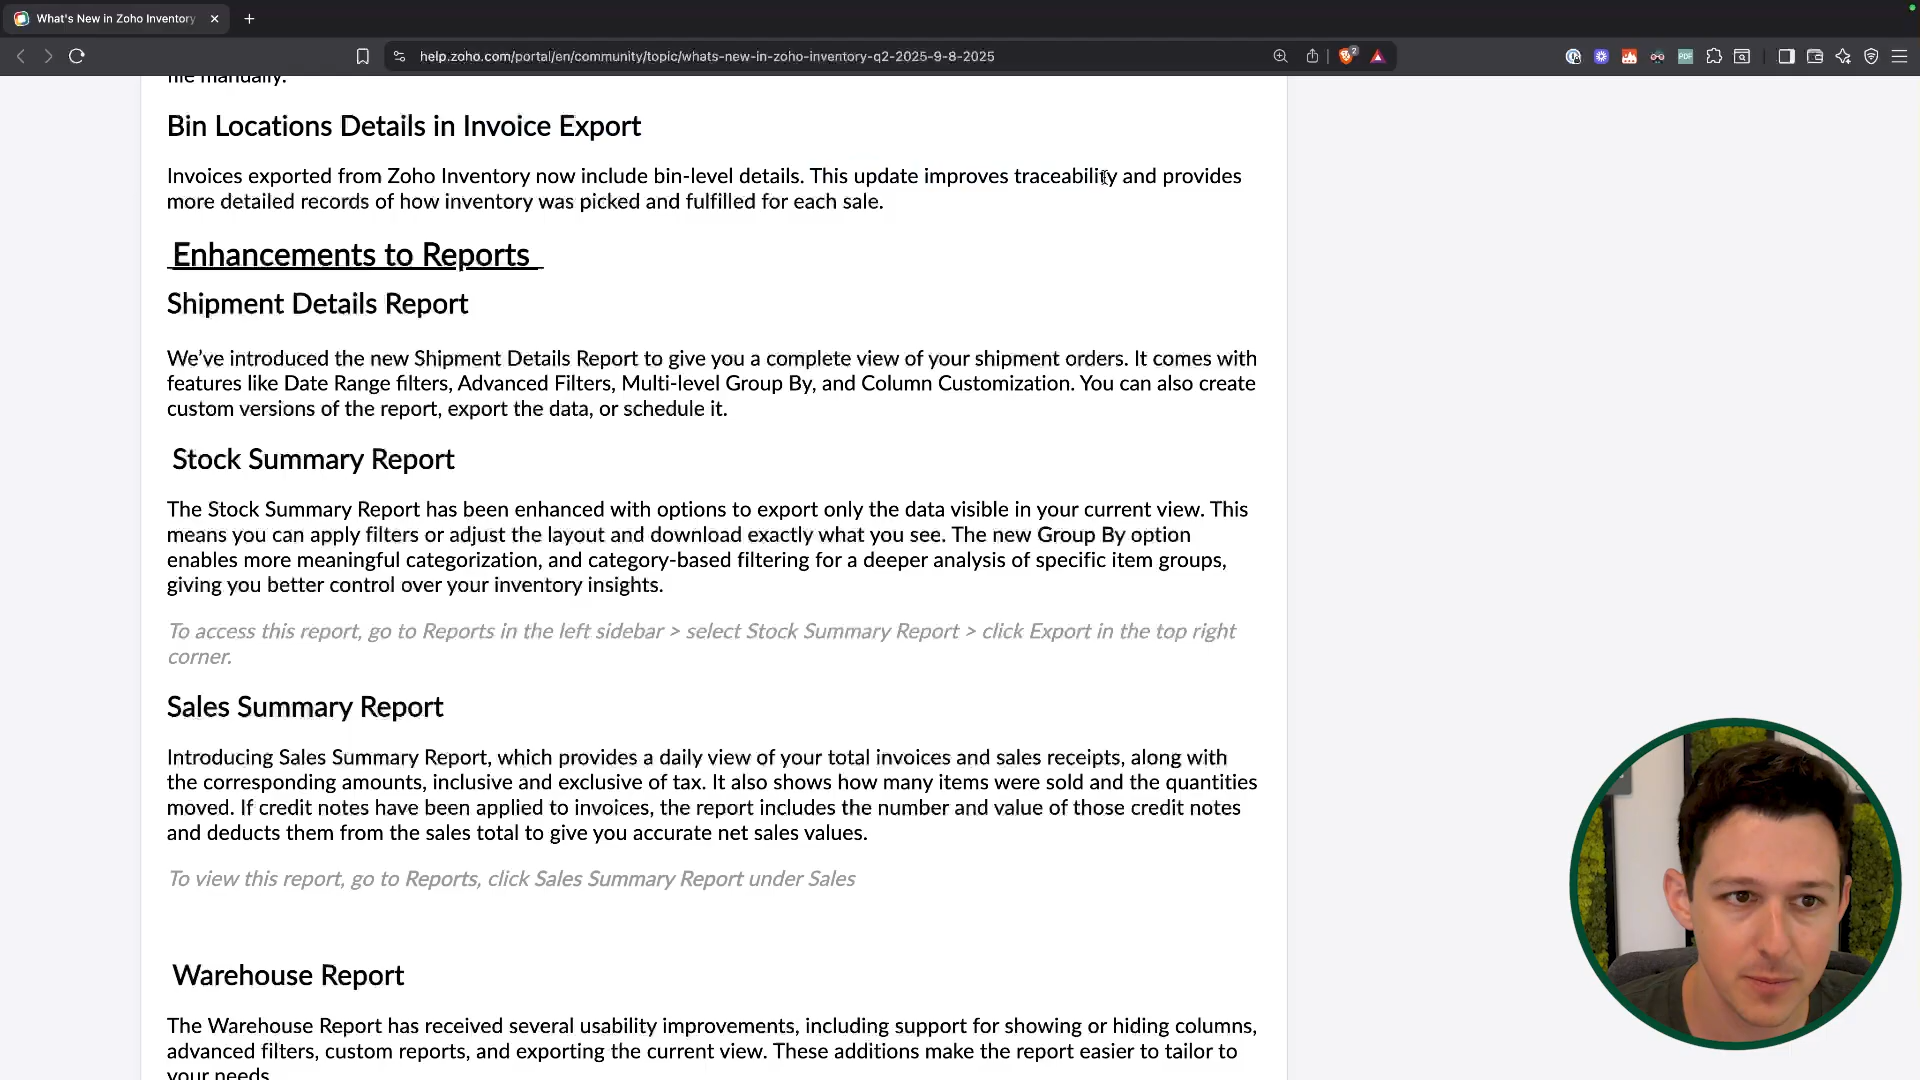 What's New in Zoho Inventory
help.zoho.com/portal/en/community/topic/whats-new-in-zoho-inventory-q2-2025-9-8-2025
2
PDF
file manually.
Bin Locations Details in Invoice Export
Invoices exported from Zoho Inventory now include bin-level details. This update improves traceability and provides
more detailed records of how inventory was picked and fulfilled for each sale.
Enhancements to Reports
Shipment Details Report
We’ve introduced the new Shipment Details Report to give you a complete view of your shipment orders. It comes with
features like Date Range filters, Advanced Filters, Multi-level Group By, and Column Customization. You can also create
custom versions of the report, export the data, or schedule it.
Stock Summary Report
The Stock Summary Report has been enhanced with options to export only the data visible in your current view. This
means you can apply filters or adjust the layout and download exactly what you see. The new Group By option
enables more meaningful categorization, and category-based filtering for a deeper analysis of specific item groups,
giving you better control over your inventory insights.
To access this report, go to Reports in the left sidebar > select Stock Summary Report > click Export in the top right
corner.
Sales Summary Report
Introducing Sales Summary Report, which provides a daily view of your total invoices and sales receipts, along with
the corresponding amounts, inclusive and exclusive of tax. It also shows how many items were sold and the quantities
moved. If credit notes have been applied to invoices, the report includes the number and value of those credit notes
and deducts them from the sales total to give you accurate net sales values.
To view this report, go to Reports, click Sales Summary Report under Sales
Warehouse Report
The Warehouse Report has received several usability improvements, including support for showing or hiding columns,
advanced filters, custom reports, and exporting the current view. These additions make the report easier to tailor to
your needs.